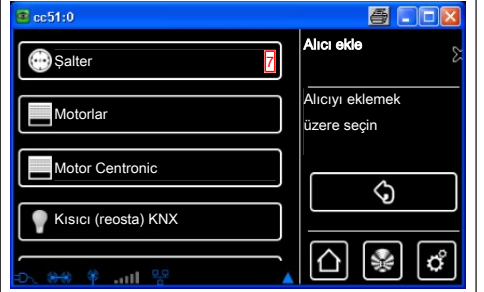 cc51:0
Şalter
7
Motorlar
Motor Centronic
Kısıcı (reosta) KNX
Alıcı ekle
Alıcıyı eklemek
üzere seçin